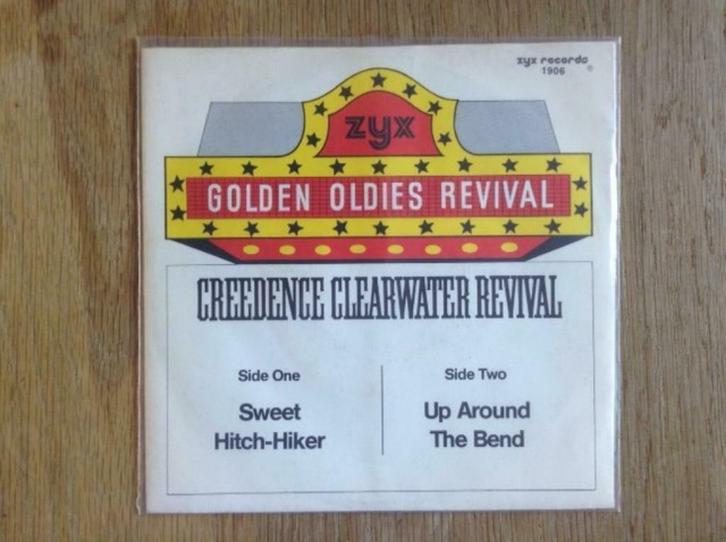 zyx records
1906
®
zyx
GOLDEN OLDIES REVIVAL
CREEDENCE CLEARWATER REVIVAL
Side One
Sweet
Hitch-Hiker
Side Two
Up Around
The Bend